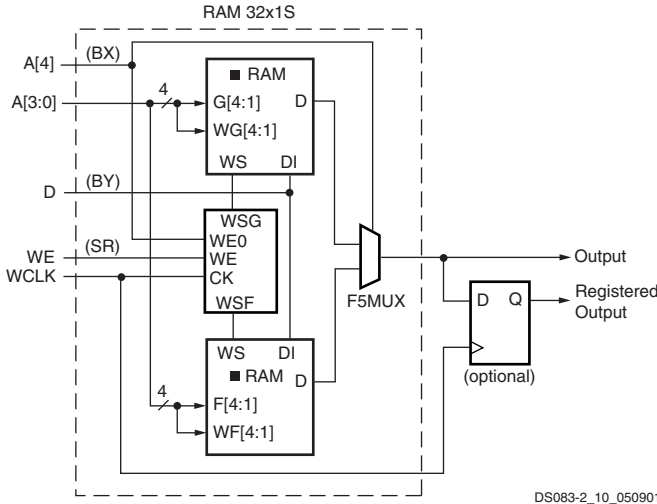 RAM 32x1S
A[4]
(BX)
RAM
A[3:0]
4
G[4:1]
D
WG[4:1]
WS
DI
D
(BY)
WSG
WE0
WE
(SR)
WE
Output
WCLK
CK
F5MUX
D
Q
Registered
Output
WSF
WS
DI
RAM
D
(optional)
4
F[4:1]
WF[4:1]
DS083-2_10_050901